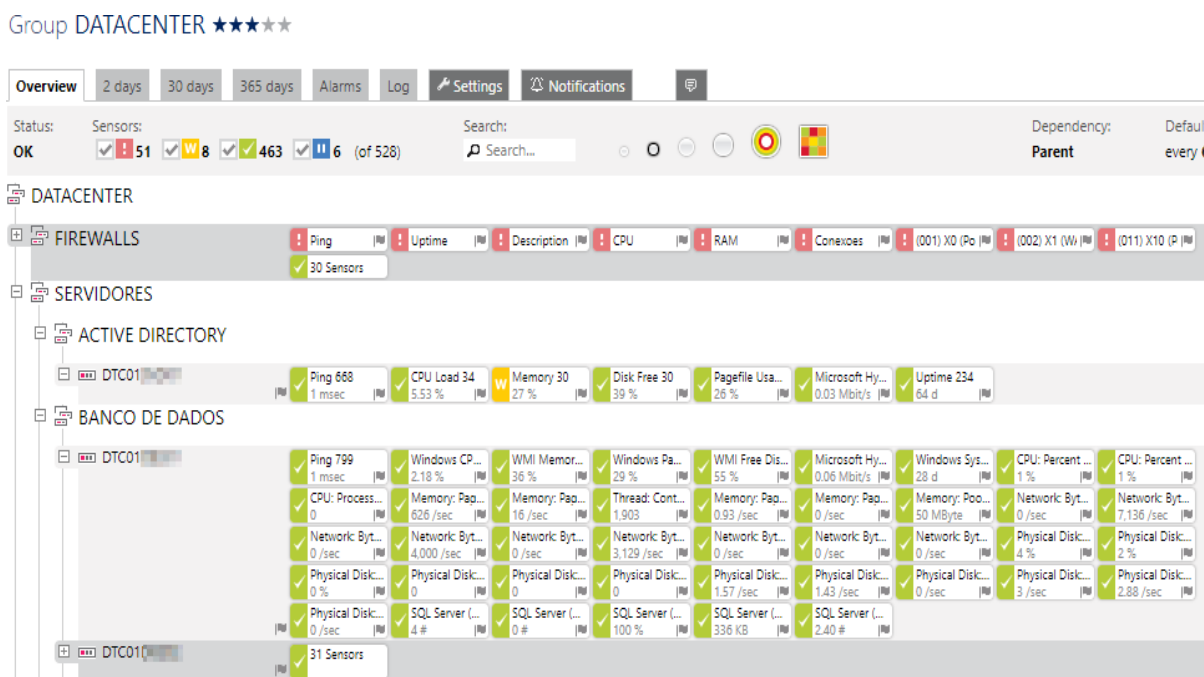 Group DATACENTER
Overview 2 days 30 days 365 days Alarms Log Settings Notifications
Status: Sensors: Search: Dependency: Defaul
OK ! 51 W 8 463 6 (of 528) Search... Parent every
DATACENTER
FIREWALLS
! Ping ! Uptime ! Description ! CPU ! RAM ! Conexoes ! (001) X0 (Po ! (002) X1 (W ! (011) X10 (P
30 Sensors
SERVIDORES
ACTIVE DIRECTORY
DTC01
Ping 668 CPU Load 34 W Memory 30 Disk Free 30 Pagefile Usa... Microsoft Hy... Uptime 234
1 msec 5.53 % 27 % 39 % 26 % 0.03 Mbit/s 64 d
BANCO DE DADOS
DTC01
Ping 799 Windows CP... WMI Memor... Windows Pa... WMI Free Dis... Microsoft Hy... Windows Sys... CPU: Percent ... CPU: Percent ...
1 msec 2.18 % 36 % 29 % 55 % 0.06 Mbit/s 28 d 1 % 1 %
CPU: Process... Memory: Pag... Memory: Pag... Thread: Cont... Memory: Pag... Memory: Pag... Memory: Poo... Network: Byt... Network: Byt...
0 626 /sec 16 /sec 1,903 0.93 /sec 0 /sec 50 MByte 0 /sec 7,136 /sec
Network: Byt... Network: Byt... Network: Byt... Network: Byt... Network: Byt... Network: Byt... Network: Byt... Physical Disk:... Physical Disk:...
0 /sec 4,000 /sec 0 /sec 3,129 /sec 0 /sec 0 /sec 0 /sec 4 % 2 %
Physical Disk:... Physical Disk:... Physical Disk:... Physical Disk:... Physical Disk:... Physical Disk:... Physical Disk:... Physical Disk:... Physical Disk:...
0 % 0 0 0 1.57 /sec 1.43 /sec 0 /sec 3 /sec 2.88 /sec
Physical Disk:... SQL Server (... SQL Server (... SQL Server (... SQL Server (... SQL Server (...
0 /sec 4 # 0 # 100 % 336 KB 2.40 #
DTC01
31 Sensors